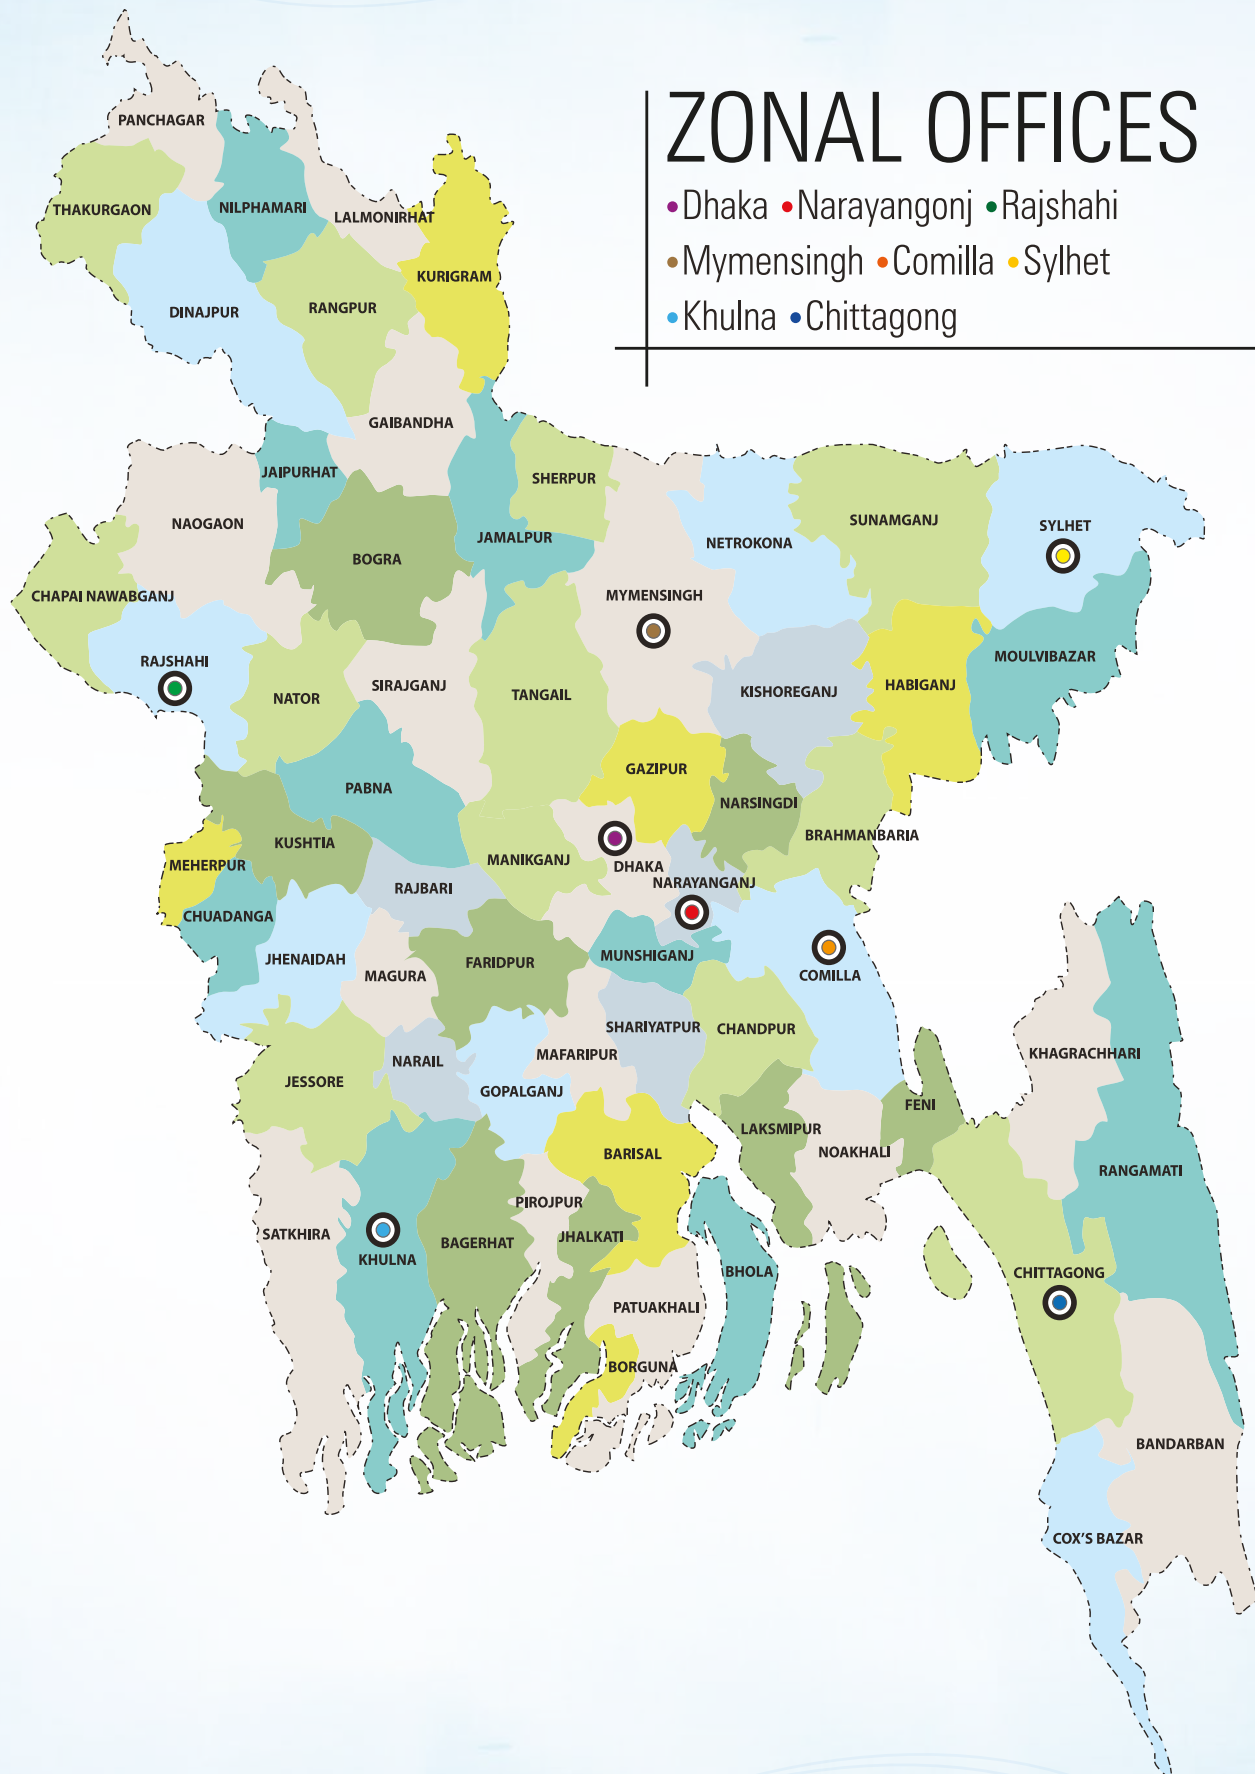 ZONAL OFFICES
•Dhaka •Narayangonj •Rajshahi
•Mymensingh •Comilla •Sylhet
•Khulna •Chittagong
PANCHAGAR
THAKURGAON
NILPHAMARI
LALMONIRHAT
KURIGRAM
DINAJPUR
RANGPUR
GAIBANDHA
JAIPURHAT
SHERPUR
NAOGAON
JAMALPUR
BOGRA
NETROKONA
SUNAMGANJ
SYLHET
CHAPAI NAWABGANJ
MYMENSINGH
RAJSHAHI
MOULVIBAZAR
NATOR
SIRAJGANJ
TANGAIL
KISHOREGANJ
HABIGANJ
GAZIPUR
PABNA
NARSINGDI
BRAHMANBARIA
KUSHTIA
MEHERPUR
MANIKGANJ
DHAKA
NARAYANGANJ
RAJBARI
CHUADANGA
JHENAIDAH
MAGURA
FARIDPUR
MUNSHIGANJ
COMILLA
SHARIYATPUR
CHANDPUR
KHAGRACHHARI
NARAIL
MAFARIPUR
JESSORE
GOPALGANJ
FENI
LAKSMIPUR
NOAKHALI
BARISAL
RANGAMATI
PIROJPUR
SATKHIRA
JHALKATI
BAGERHAT
KHULNA
BHOLA
CHITTAGONG
PATUAKHALI
BORGUNA
BANDARBAN
COX'S BAZAR